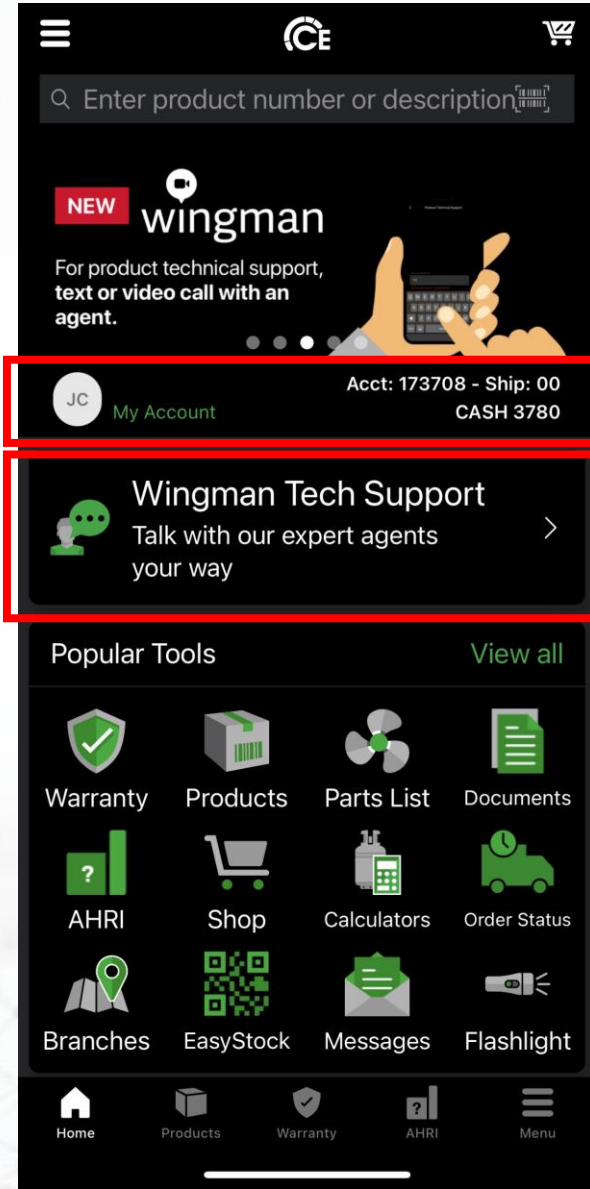 CE
Enter product number or description
NEW
wingman
For product technical support,
text or video call with an
agent.
JC
My Account
Acct: 173708 - Ship: 00
CASH 3780
Wingman Tech Support
Talk with our expert agents
your way
Popular Tools
View all
Warranty
Products
Parts List
Documents
?
AHRI
Shop
Calculators
Order Status
Branches
EasyStock
Messages
Flashlight
Home
Products
Warranty
?
AHRI
Menu